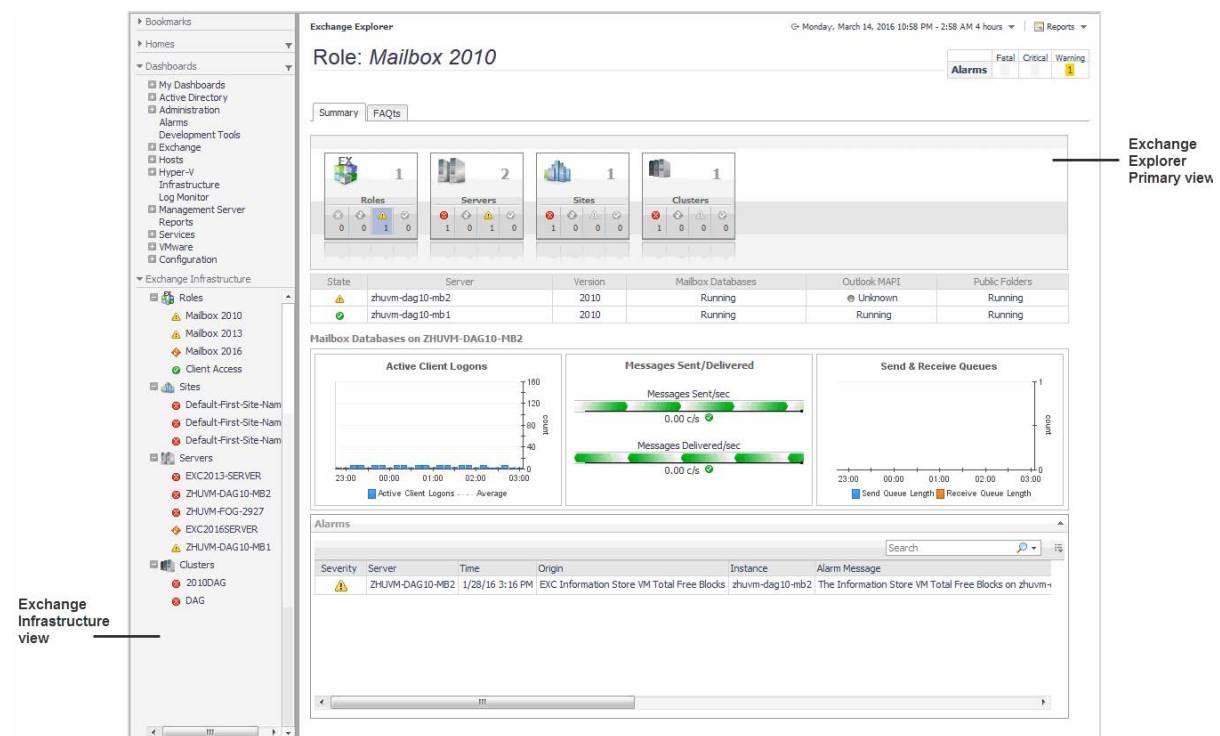 Bookmarks
Homes
Dashboards
My Dashboards
Active Directory
Administration
Alarms
Development Tools
Exchange
Hosts
Hyper-V
Infrastructure
Log Monitor
Management Server
Reports
Services
VMware
Configuration
Exchange Infrastructure
Roles
Mailbox 2010
Mailbox 2013
Mailbox 2016
Client Access
Sites
Default-First-Site-Nam
Default-First-Site-Nam
Default-First-Site-Nam
Servers
EXC2013-SERVER
ZHUVM-DAG10-MB2
ZHUVM-FOG-2927
EXC2016SERVER
ZHUVM-DAG10-MB1
Clusters
2010DAG
DAG
Exchange
Infrastructure
view
Exchange Explorer
Monday, March 14, 2016 10:58 PM - 2:58 AM 4 hours
Reports
Role: Mailbox 2010
Fatal Critical Warning
Alarms 1
Summary FAQts
EX 1 2 1 1
Roles Servers Sites Clusters
0 0 1 0 1 0 1 0 1 0 0 0 1 0 0 0
Exchange
Explorer
Primary view
State Server Version Mailbox Databases Outlook MAPI Public Folders
zhuvm-dag10-mb2 2010 Running Unknown Running
zhuvm-dag10-mb1 2010 Running Running Running
Mailbox Databases on ZHUVM-DAG10-MB2
Active Client Logons
160
120
80
40
0
count
23:00 00:00 01:00 02:00 03:00
Active Client Logons Average
Messages Sent/Delivered
Messages Sent/sec
0.00 c/s
Messages Delivered/sec
0.00 c/s
Send & Receive Queues
1
0
count
23:00 00:00 01:00 02:00 03:00
Send Queue Length Receive Queue Length
Alarms
Search
Severity Server Time Origin Instance Alarm Message
ZHUVM-DAG10-MB2 1/28/16 3:16 PM EXC Information Store VM Total Free Blocks zhuvm-dag10-mb2 The Information Store VM Total Free Blocks on zhuvm-